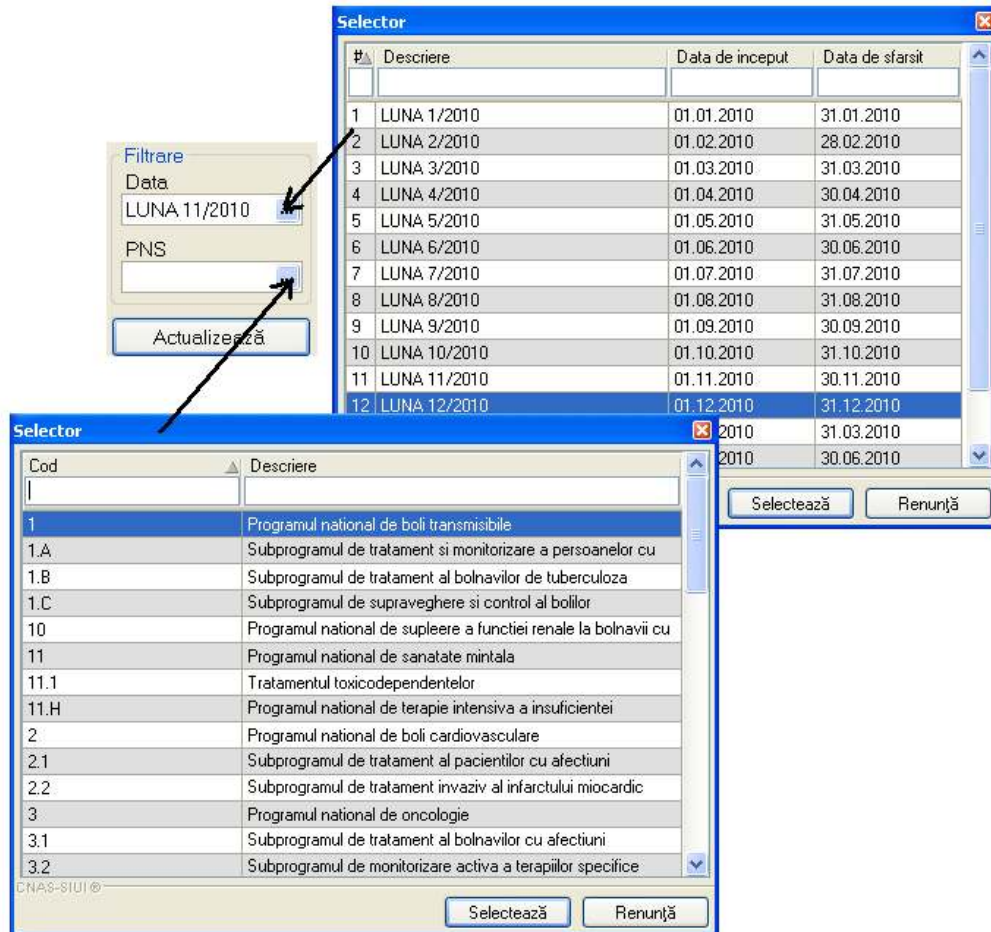 Selector
# Descriere Data de inceput Data de sfarsit
1 LUNA 1/2010 01.01.2010 31.01.2010
2 LUNA 2/2010 01.02.2010 28.02.2010
3 LUNA 3/2010 01.03.2010 31.03.2010
4 LUNA 4/2010 01.04.2010 30.04.2010
5 LUNA 5/2010 01.05.2010 31.05.2010
6 LUNA 6/2010 01.06.2010 30.06.2010
7 LUNA 7/2010 01.07.2010 31.07.2010
8 LUNA 8/2010 01.08.2010 31.08.2010
9 LUNA 9/2010 01.09.2010 30.09.2010
10 LUNA 10/2010 01.10.2010 31.10.2010
11 LUNA 11/2010 01.11.2010 30.11.2010
12 LUNA 12/2010 01.12.2010 31.12.2010
2010 31.03.2010
2010 30.06.2010
Selectează Renunţă
Filtrare
Data
LUNA 11/2010 ...
PNS
...
Actualizează
Selector
Cod Descriere
1 Programul national de boli transmisibile
1.A Subprogramul de tratament si monitorizare a persoanelor cu
1.B Subprogramul de tratament al bolnavilor de tuberculoza
1.C Subprogramul de supraveghere si control al bolilor
10 Programul national de supleere a functiei renale la bolnavii cu
11 Programul national de sanatate mintala
11.1 Tratamentul toxicodependentelor
11.H Programul national de terapie intensiva a insuficientei
2 Programul national de boli cardiovasculare
2.1 Subprogramul de tratament al pacientilor cu afectiuni
2.2 Subprogramul de tratament invaziv al infarctului miocardic
3 Programul national de oncologie
3.1 Subprogramul de tratament al bolnavilor cu afectiuni
3.2 Subprogramul de monitorizare activa a terapiilor specifice
CNAS-SIUI ®
Selectează Renunţă